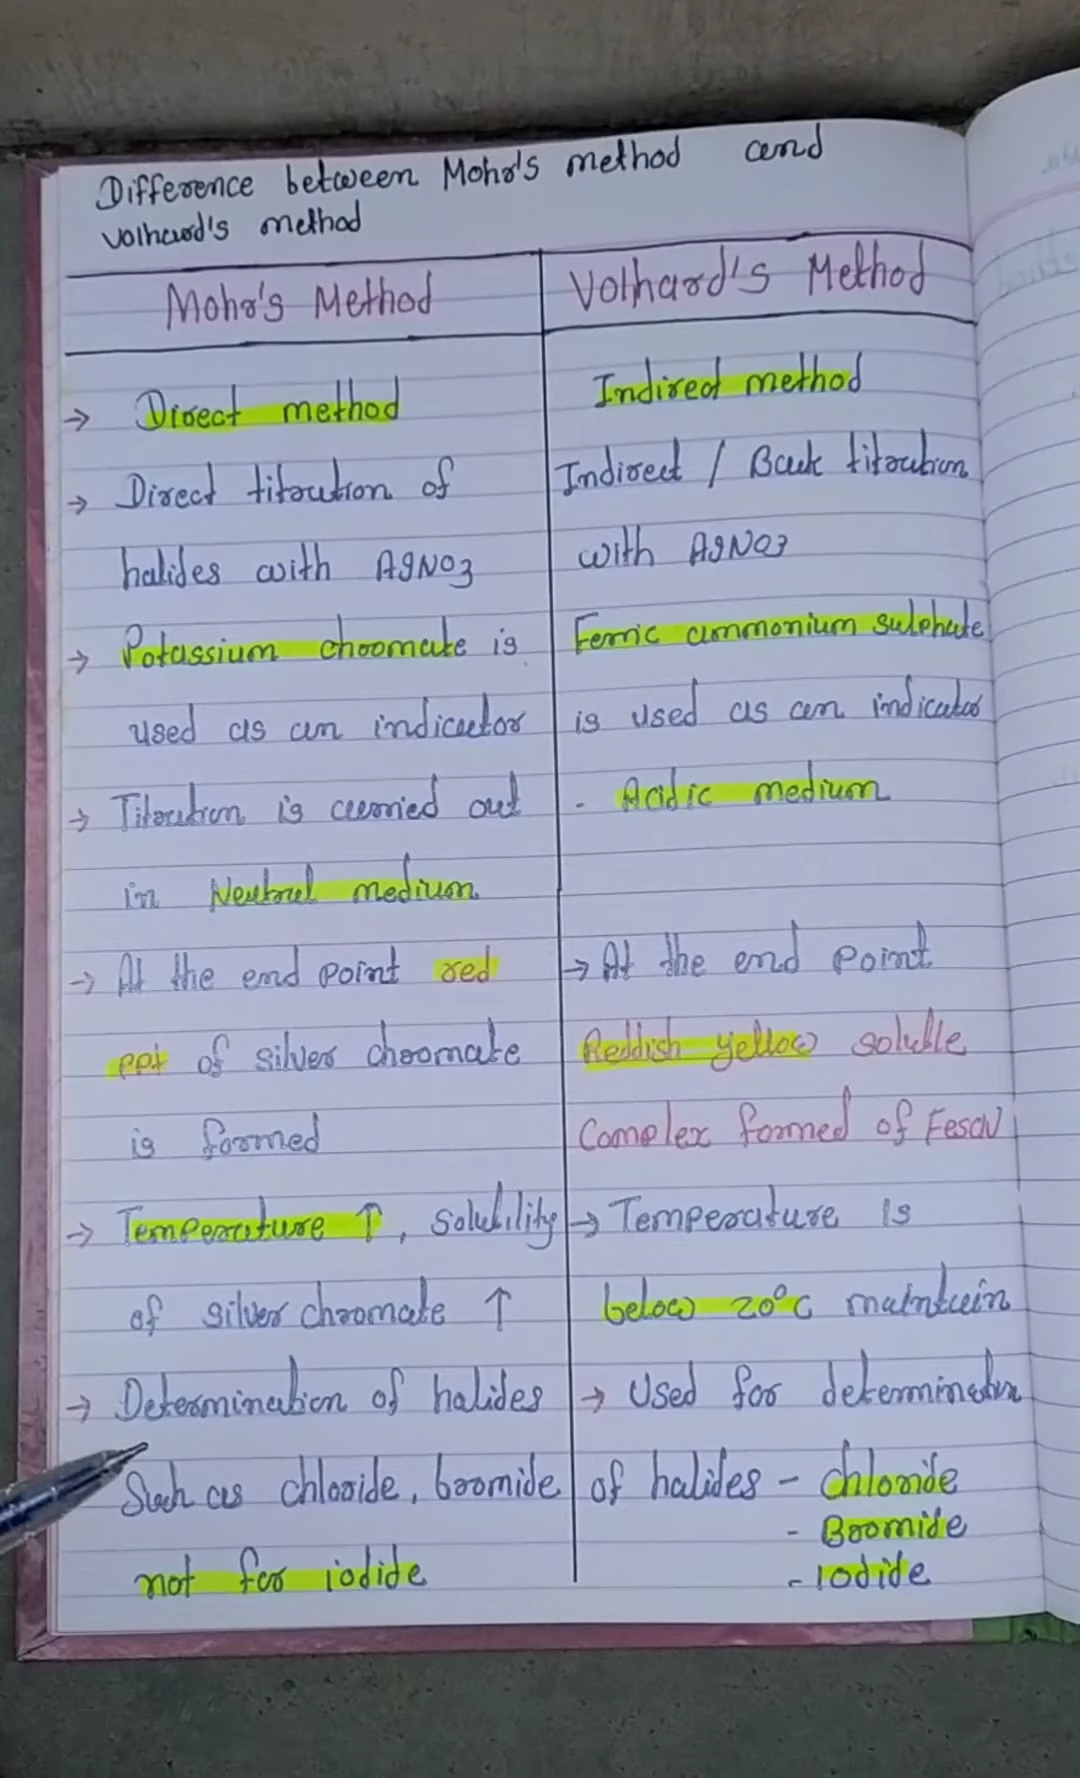 Difference between Mohr's method and
Volhard's method
Mohr's Method
Volhard's Method
→ Direct method
Indirect method
→ Direct titration of
Indirect / Back titration
halides with AgNO3
with AgNO3
→ Potassium chromate is
Ferric ammonium sulphate
used as an indicator
is used as an indicator
→ Titration is carried out
- Acidic medium
in Neutral medium
→ At the end point red
→ At the end point
ppt of silver chromate
Reddish yellow soluble
is formed
Complex formed of FeSCN
→ Temperature ↑, solubility
→ Temperature is
of silver chromate ↑
below 20°C maintain
→ Determination of halides
→ Used for determination
Such as chloride, bromide
of halides - chloride
- Bromide
not for iodide
- Iodide